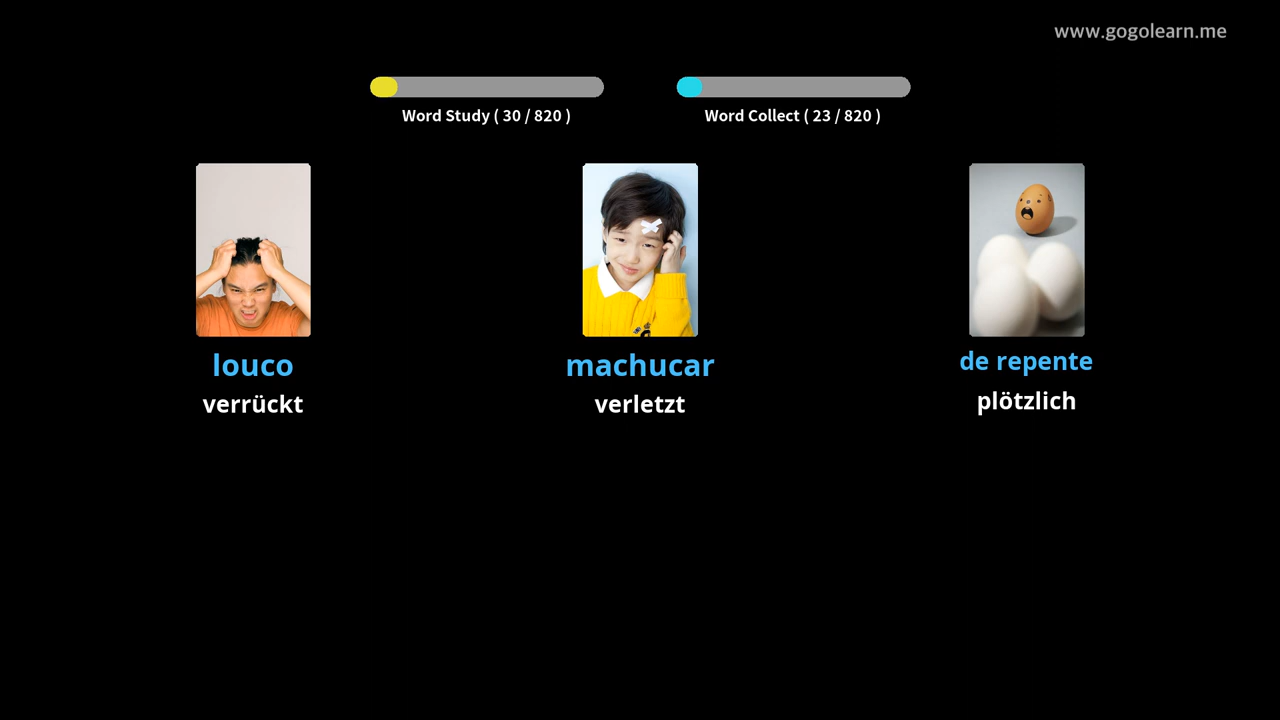 www.gogolearn.me
Word Study ( 30 / 820 )
Word Collect ( 23 / 820 )
louco
verrückt
machucar
verletzt
de repente
plötzlich